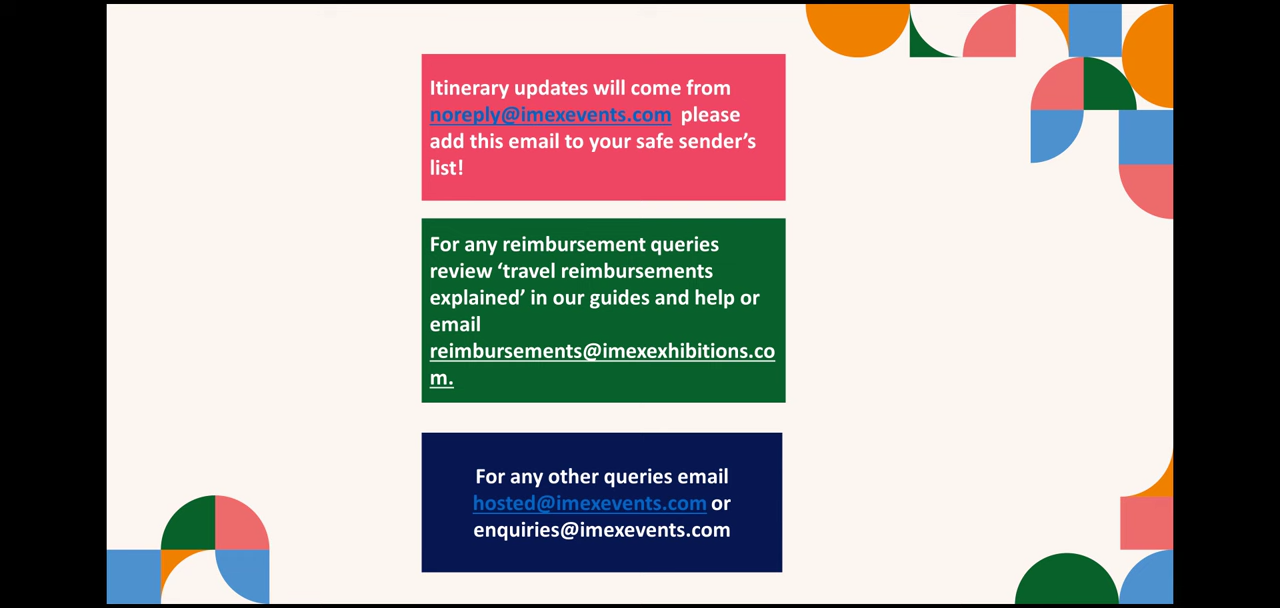 Itinerary updates will come from
noreply@imexevents.com please
add this email to your safe sender’s
list!
For any reimbursement queries
review ‘travel reimbursements
explained’ in our guides and help or
email
reimbursements@imexexhibitions.co
m.
For any other queries email
hosted@imexevents.com or
enquiries@imexevents.com